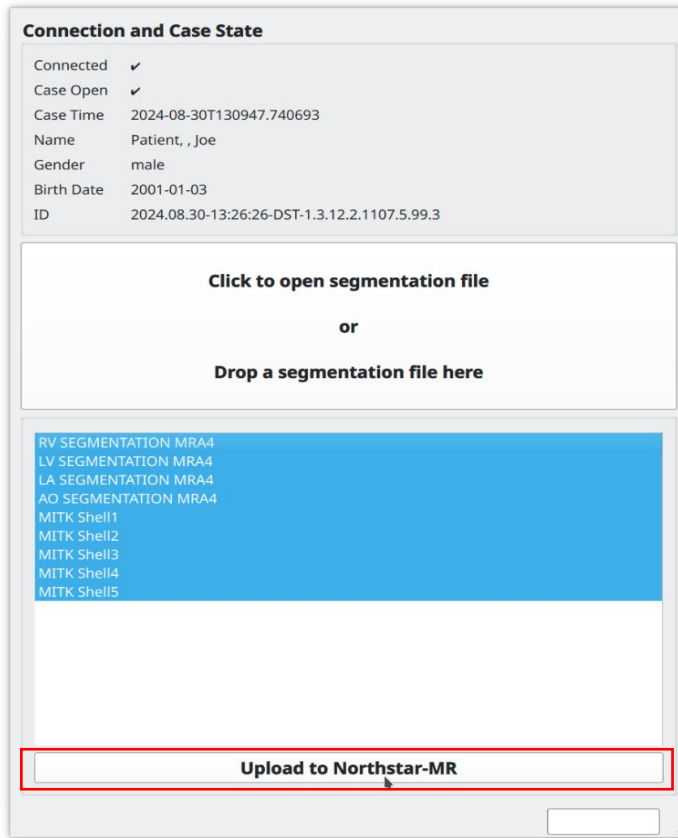 Connection and Case State
Connected ✔
Case Open ✔
Case Time 2024-08-30T130947.740693
Name Patient, , Joe
Gender male
Birth Date 2001-01-03
ID 2024.08.30-13:26:26-DST-1.3.12.2.1107.5.99.3
Click to open segmentation file
or
Drop a segmentation file here
RV SEGMENTATION MRA4
LV SEGMENTATION MRA4
LA SEGMENTATION MRA4
AO SEGMENTATION MRA4
MITK Shell1
MITK Shell2
MITK Shell3
MITK Shell4
MITK Shell5
Upload to Northstar-MR